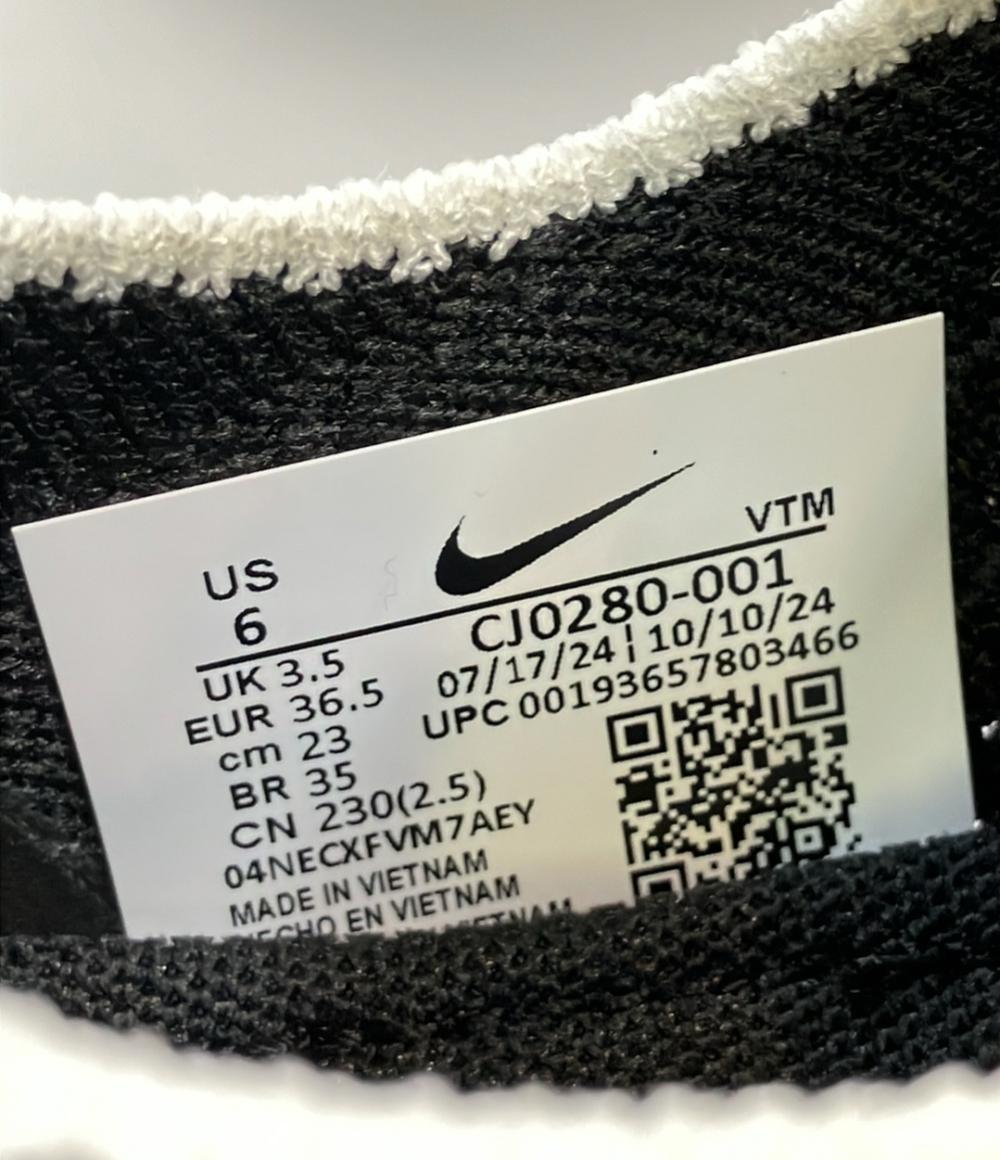 US
6
VTM
CJ0280-001
07/17/24 | 10/10/24
UPC 00193657803466
UK 3.5
EUR 36.5
cm 23
BR 35
CN 230(2.5)
04NECXFVM7AEY
MADE IN VIETNAM
HECHO EN VIETNAM
VIETNAM